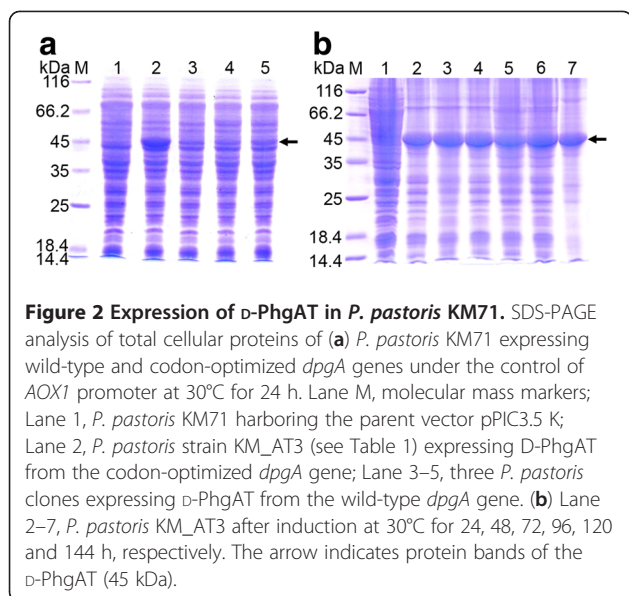 a
b
kDa M 1 2 3 4 5
116
66.2
45
35
25
18.4
14.4
kDa M 1 2 3 4 5 6 7
116
66.2
45
35
25
18.4
14.4
Figure 2 Expression of D-PhgAT in P. pastoris KM71. SDS-PAGE
analysis of total cellular proteins of (a) P. pastoris KM71 expressing
wild-type and codon-optimized dpgA genes under the control of
AOX1 promoter at 30°C for 24 h. Lane M, molecular mass markers;
Lane 1, P. pastoris KM71 harboring the parent vector pPIC3.5 K;
Lane 2, P. pastoris strain KM_AT3 (see Table 1) expressing D-PhgAT
from the codon-optimized dpgA gene; Lane 3–5, three P. pastoris
clones expressing D-PhgAT from the wild-type dpgA gene. (b) Lane
2–7, P. pastoris KM_AT3 after induction at 30°C for 24, 48, 72, 96, 120
and 144 h, respectively. The arrow indicates protein bands of the
D-PhgAT (45 kDa).